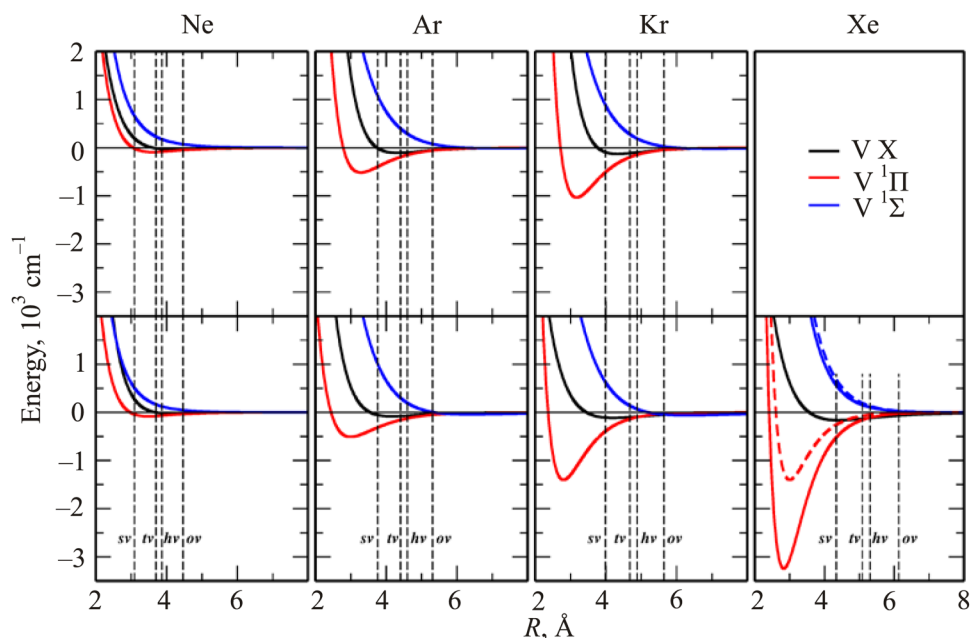 Ne Ar Kr Xe
2
1
0
−1
−2
−3
V X
V ¹Π
V ¹Σ
Energy, 10³ cm⁻¹
1
0
−1
−2
−3
sv tv hv ov sv tv hv ov sv tv hv ov sv tv hv ov
2 4 6 2 4 6 2 4 6 2 4 6 8
R, Å